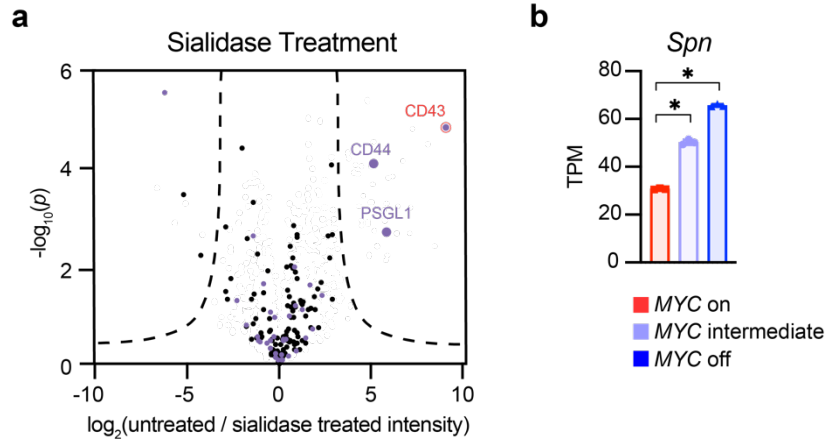 a
Sialidase Treatment
6
4
2
0
-log10(p)
CD43
CD44
PSGL1
-10
-5
0
5
10
log2(untreated / sialidase treated intensity)
b
Spn
80
60
40
20
0
TPM
*
*
MYC on
MYC intermediate
MYC off